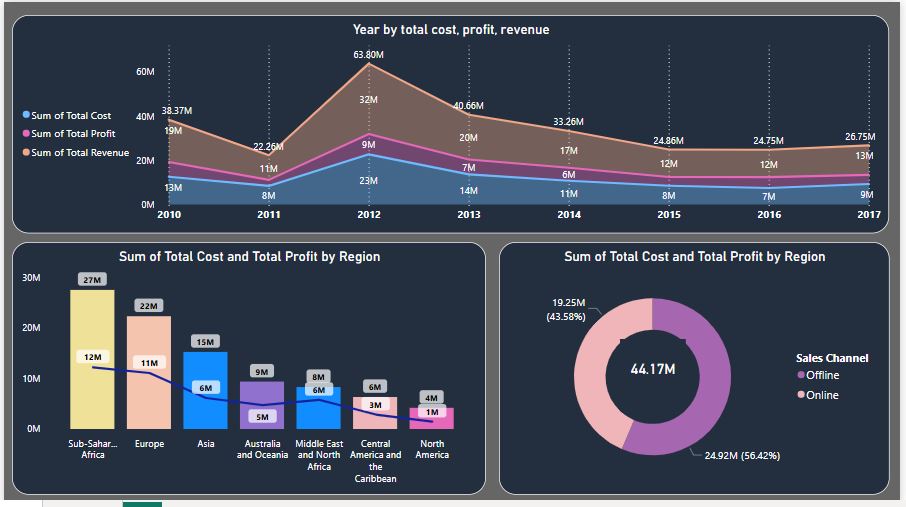 Year by total cost, profit, revenue
Sum of Total Cost
Sum of Total Profit
Sum of Total Revenue
60M
40M
20M
0M
38.37M
22.26M
63.80M
40.66M
33.26M
24.86M
24.75M
26.75M
19M
11M
32M
20M
17M
12M
12M
13M
9M
7M
6M
13M
8M
23M
14M
11M
8M
7M
9M
2010
2011
2012
2013
2014
2015
2016
2017
Sum of Total Cost and Total Profit by Region
30M
20M
10M
0M
27M
22M
15M
9M
8M
6M
4M
12M
11M
6M
5M
6M
3M
1M
Sub-Sahar...
Africa
Europe
Asia
Australia
and Oceania
Middle East
and North
Africa
Central
America and
the
Caribbean
North
America
Sum of Total Cost and Total Profit by Region
19.25M
(43.58%)
44.17M
24.92M (56.42%)
Sales Channel
Offline
Online